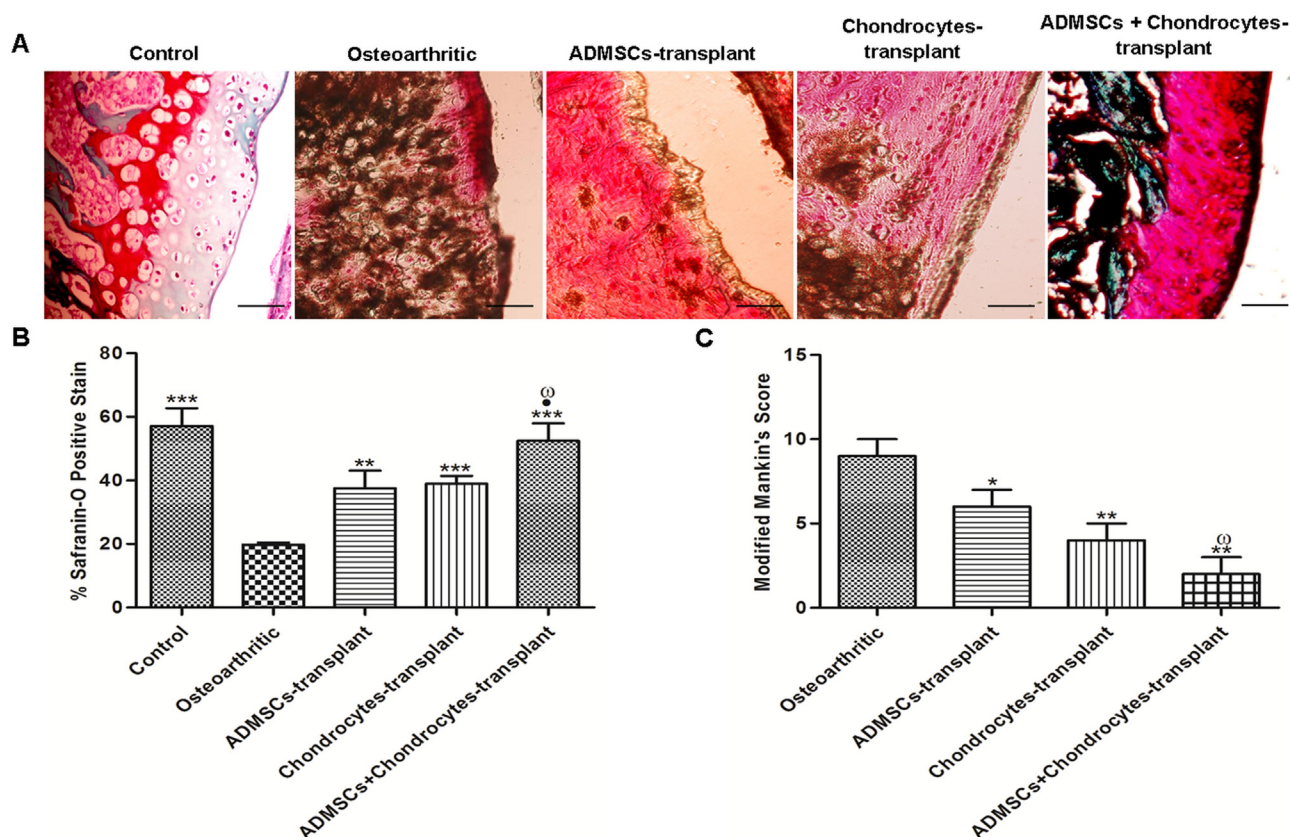 A
Control
Osteoarthritic
ADMSCs-transplant
Chondrocytes-
transplant
ADMSCs + Chondrocytes-
transplant
B
% Safranin-O Positive Stain
80
60
40
20
0
***
**
***
ω
•
***
Control
Osteoarthritic
ADMSCs-transplant
Chondrocytes-transplant
ADMSCs+Chondrocytes-transplant
C
Modified Mankin's Score
15
10
5
0
*
**
ω
**
Osteoarthritic
ADMSCs-transplant
Chondrocytes-transplant
ADMSCs+Chondrocytes-transplant